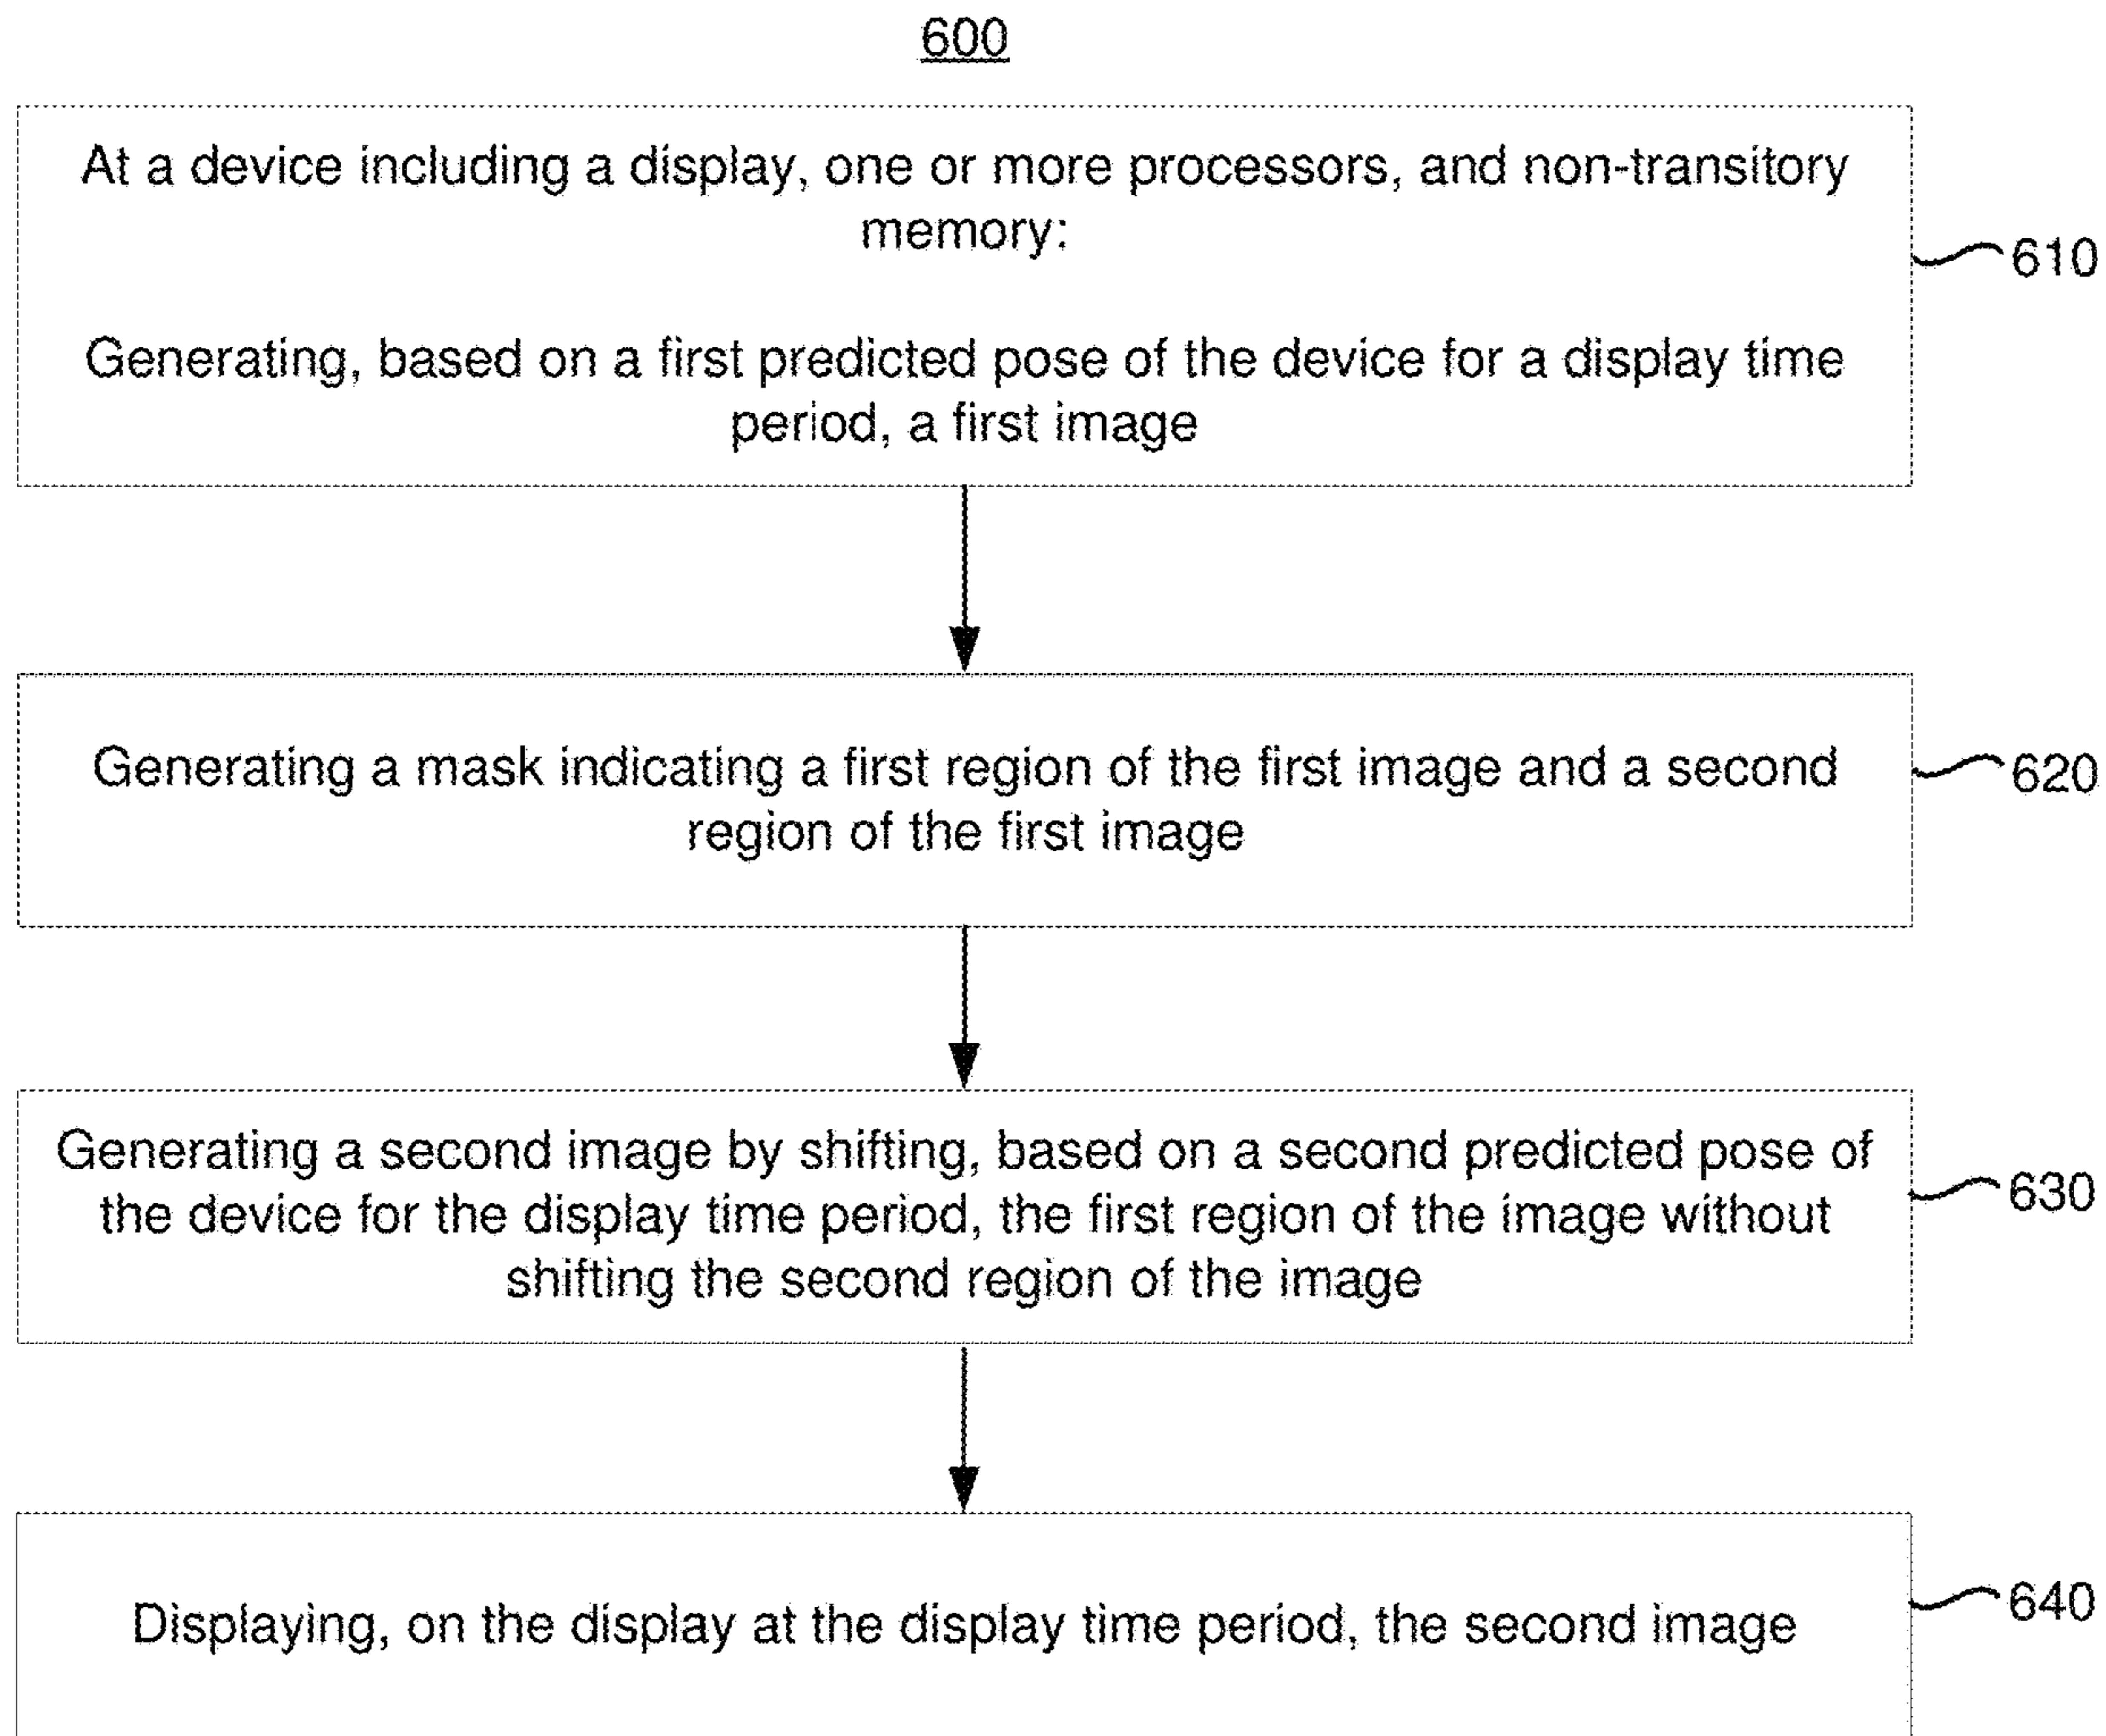 600
At a device including a display, one or more processors, and non-transitory
memory:
Generating, based on a first predicted pose of the device for a display time
period, a first image
610
Generating a mask indicating a first region of the first image and a second
region of the first image
620
Generating a second image by shifting, based on a second predicted pose of
the device for the display time period, the first region of the image without
shifting the second region of the image
630
Displaying, on the display at the display time period, the second image
640